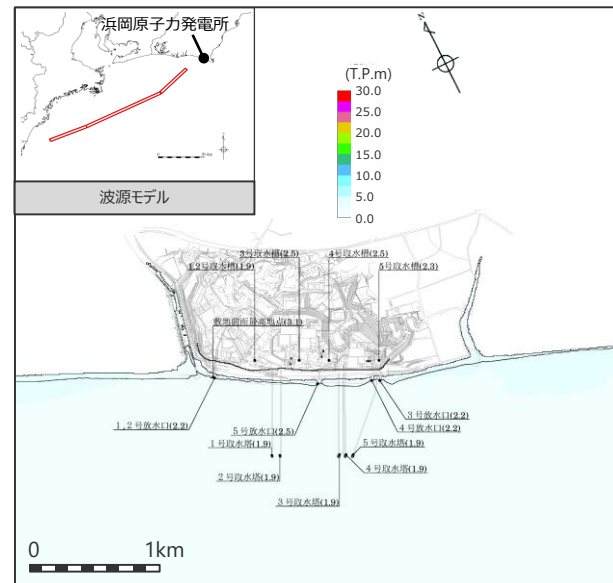 浜岡原子力発電所
波源モデル
N
(T.P.m)
30.0
25.0
20.0
15.0
10.0
5.0
0.0
3号取水槽(2.5)
4号取水槽(2.5)
1,2号取水槽(1.9)
5号取水槽(2.3)
敷地前面最高地点(3.1)
3号放水口(2.2)
1,2号放水口(2.2)
5号放水口(2.5)
4号放水口(2.2)
1号取水塔(1.9)
5号取水塔(1.9)
2号取水塔(1.9)
4号取水塔(1.9)
3号取水塔(1.9)
0 1km